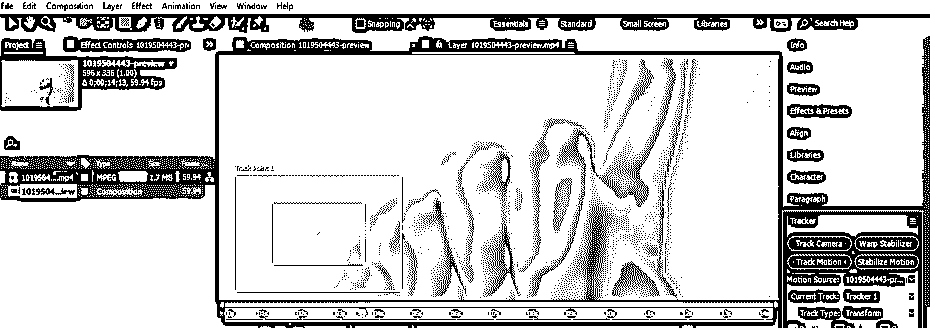 File Edit Composition Layer Effect Animation View Window Help
Snapping Essentials Standard Small Screen Libraries Search Help
Project Effect Controls 1019504443-pr
Composition 1019504443-preview
Layer 1019504443-preview.mp4
1019504443-preview
596 x 336 (1.00)
Δ 0;00;14;13, 59.94 fps
Type
1019504...mp4 MPEG 1.7 MB 59.94
1019504...iew Composition 59.94
Track Point 1
Info
Audio
Preview
Effects & Presets
Align
Libraries
Character
Paragraph
Tracker
Track Camera Warp Stabilizer
Track Motion Stabilize Motion
Motion Source: 1019504443-pr...
Current Track: Tracker 1
Track Type: Transform